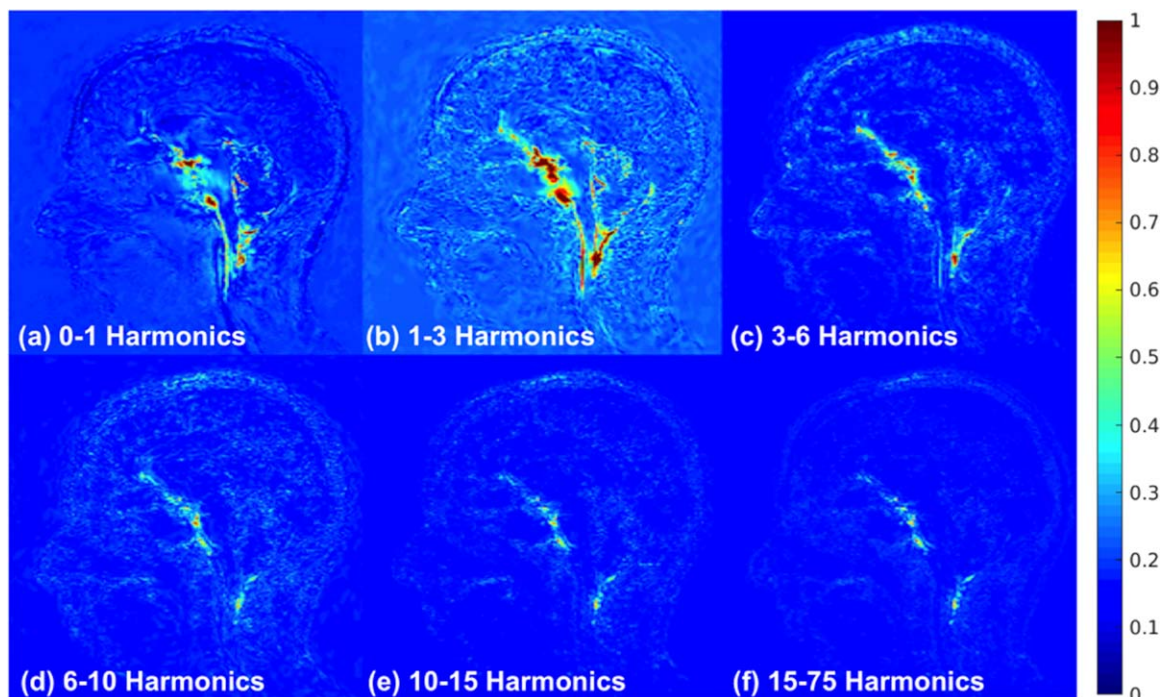 (a) 0-1 Harmonics
(b) 1-3 Harmonics
(c) 3-6 Harmonics
(d) 6-10 Harmonics
(e) 10-15 Harmonics
(f) 15-75 Harmonics
1
0.9
0.8
0.7
0.6
0.5
0.4
0.3
0.2
0.1
0